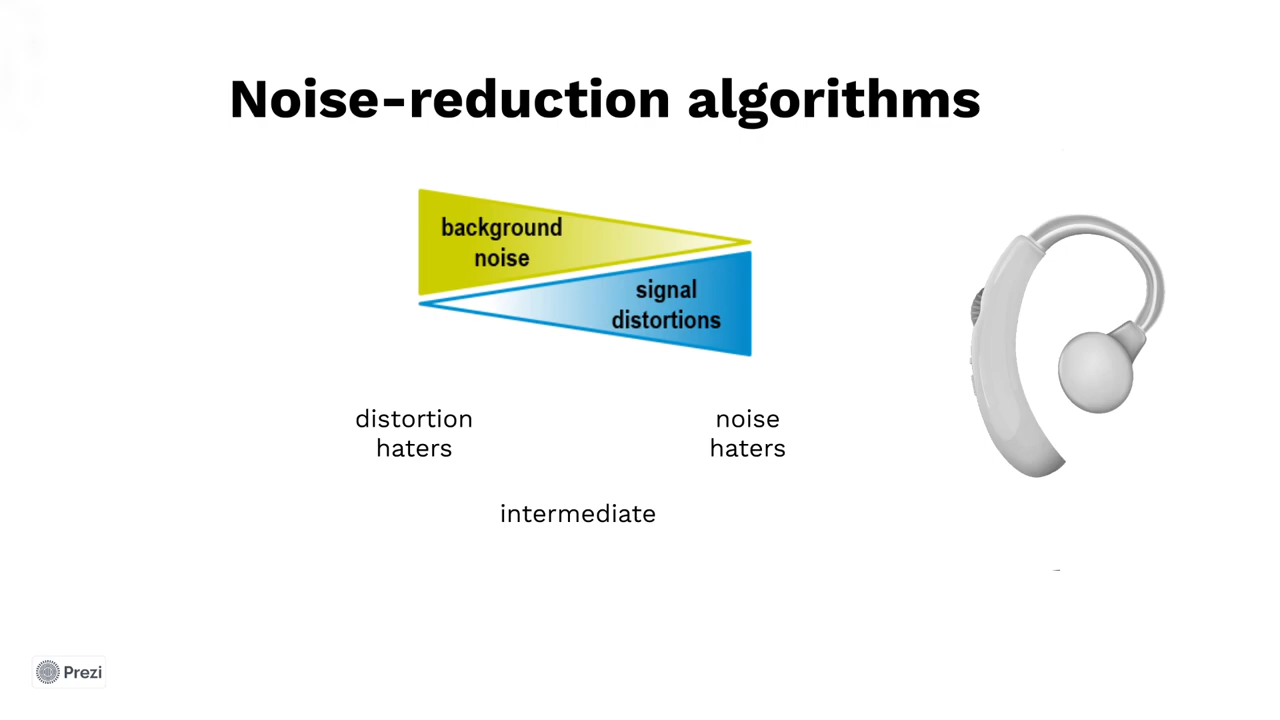 Noise-reduction algorithms
background
noise
signal
distortions
distortion
haters
noise
haters
intermediate
Prezi